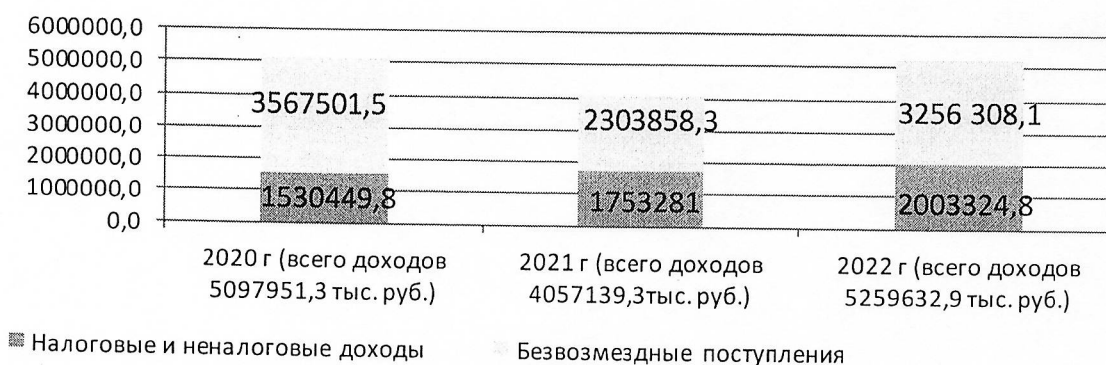 6000000,0
5000000,0
4000000,0
3000000,0
2000000,0
1000000,0
0,0
3567501,5
2303858,3
3256 308,1
1530449,8
1753281
2003324,8
2020 г (всего доходов
5097951,3 тыс. руб.)
2021 г (всего доходов
4057139,3тыс. руб.)
2022 г (всего доходов
5259632,9 тыс. руб.)
Налоговые и неналоговые доходы
Безвозмездные поступления